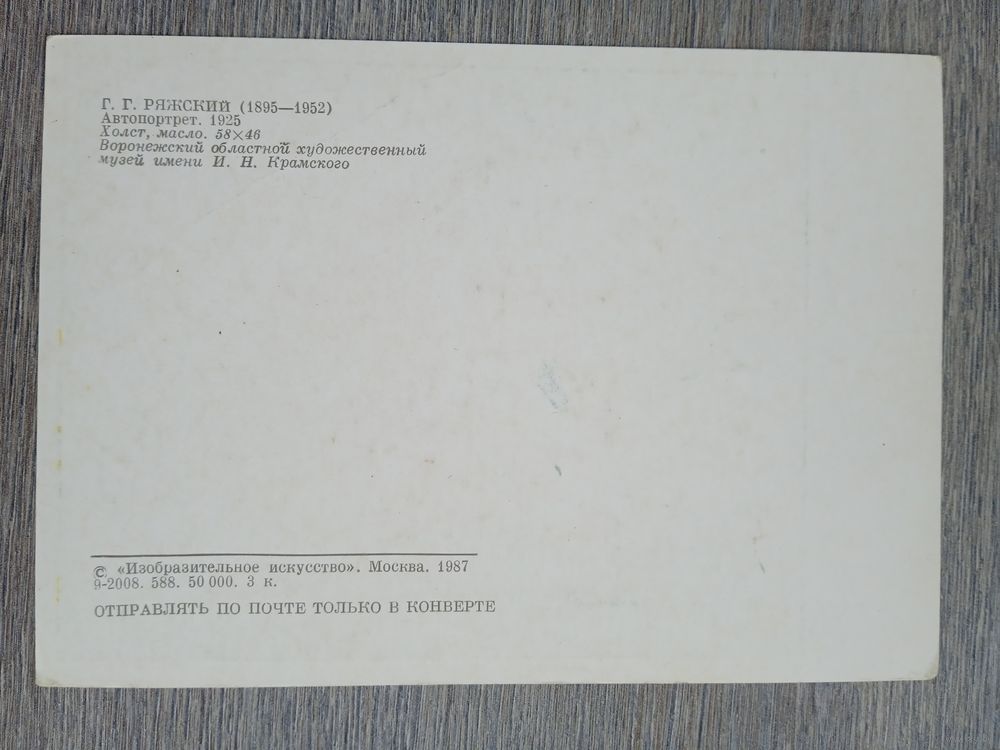 Г. Г. РЯЖСКИЙ (1895—1952)
Автопортрет. 1925
Холст, масло. 58×46
Воронежский областной художественный
музей имени И. Н. Крамского
© «Изобразительное искусство». Москва. 1987
9-2008. 588. 50 000. 3 к.
ОТПРАВЛЯТЬ ПО ПОЧТЕ ТОЛЬКО В КОНВЕРТЕ